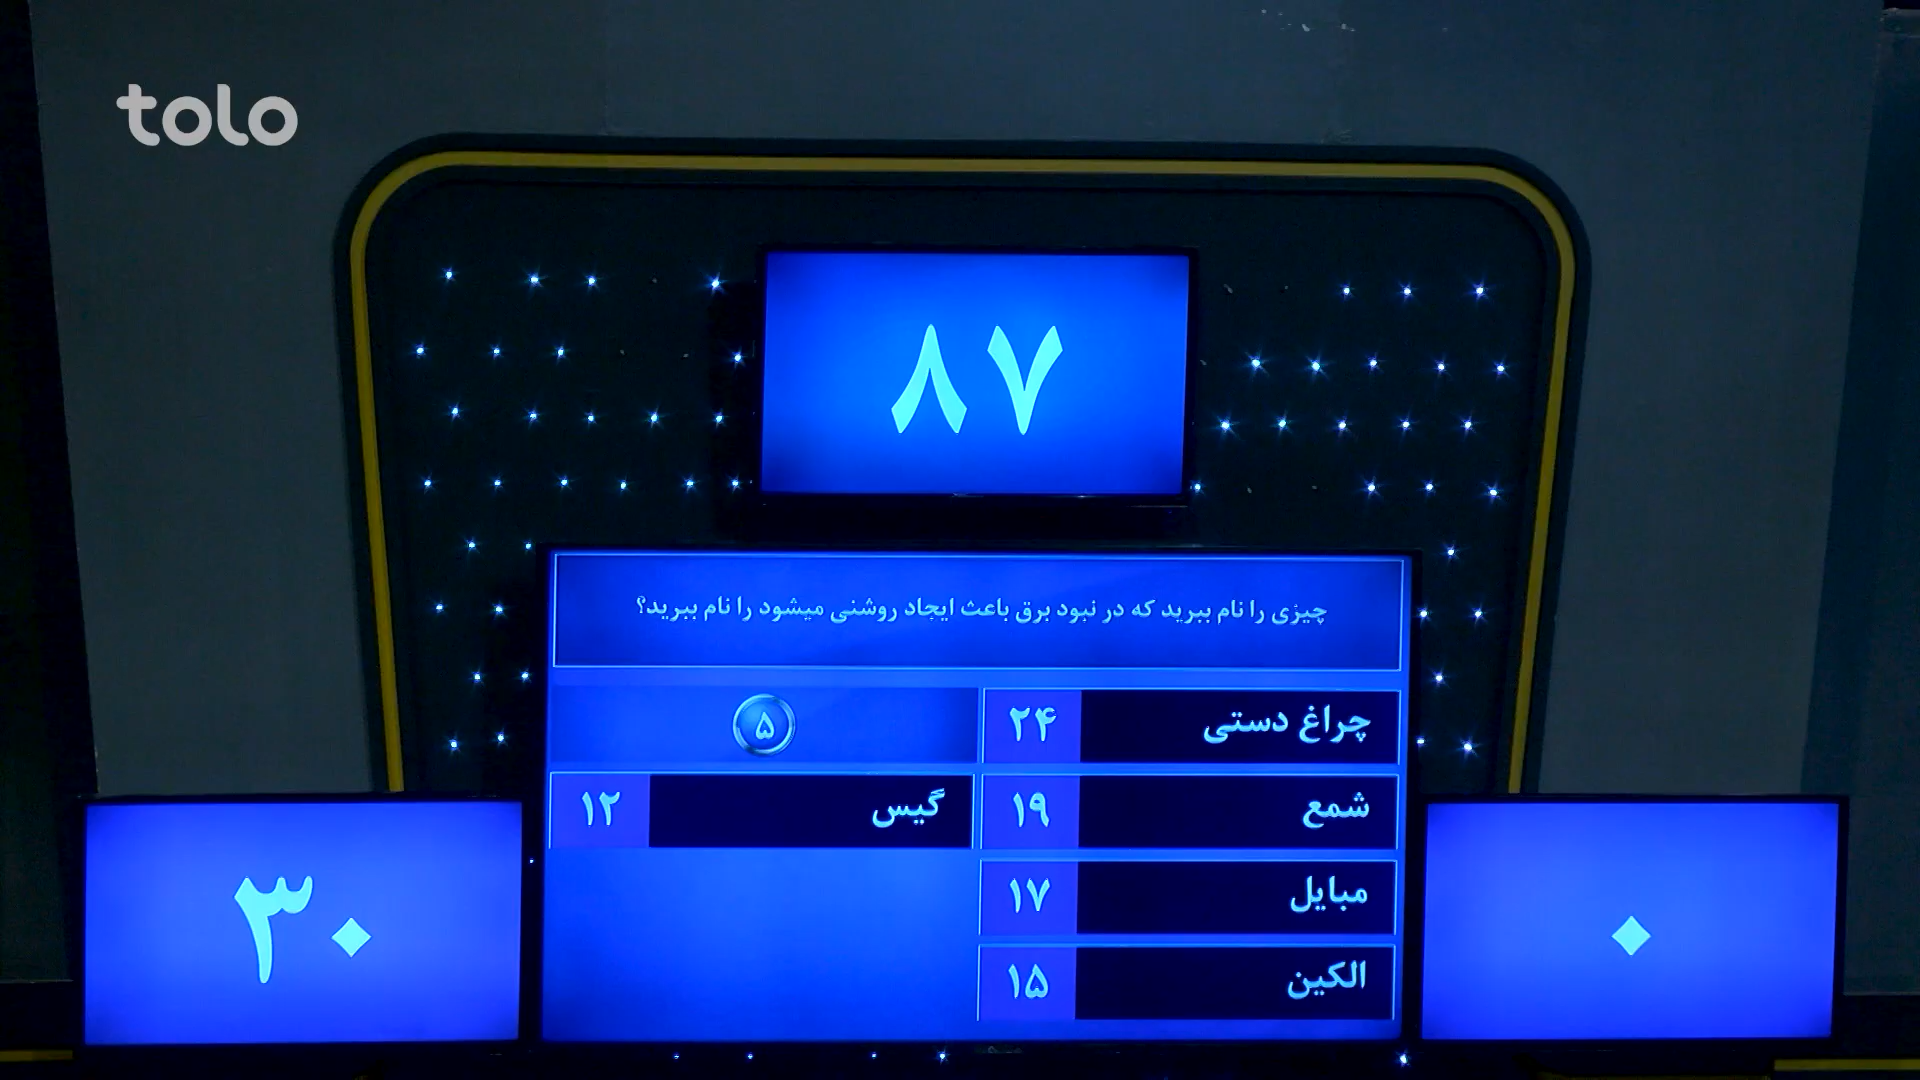 tolo
۸۷
چیزی را نام ببرید که در نبود برق باعث ایجاد روشنی میشود را نام ببرید؟
چراغ دستی ۲۴
شمع ۱۹
مبایل ۱۷
الکین ۱۵
۵
گیس ۱۲
۳۰
۰